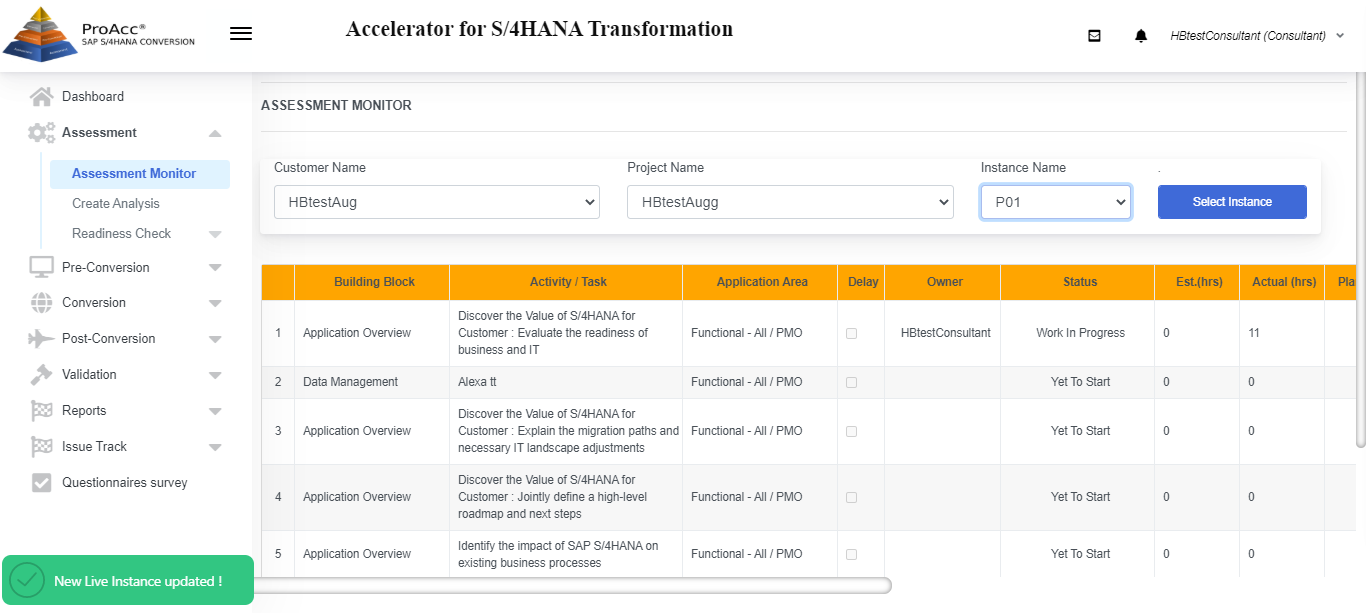 ProAcc®
SAP S/4HANA CONVERSION
Accelerator for S/4HANA Transformation
HBtestConsultant (Consultant)
Dashboard
Assessment
Assessment Monitor
Create Analysis
Readiness Check
Pre-Conversion
Conversion
Post-Conversion
Validation
Reports
Issue Track
Questionnaires survey
New Live Instance updated !
ASSESSMENT MONITOR
Customer Name Project Name Instance Name .
HBtestAug HBtestAugg P01 Select Instance
Building Block Activity / Task Application Area Delay Owner Status Est.(hrs) Actual (hrs) Pla
1 Application Overview Discover the Value of S/4HANA for
Customer : Evaluate the readiness of
business and IT Functional - All / PMO HBtestConsultant Work In Progress 0 11
2 Data Management Alexa tt Functional - All / PMO Yet To Start 0 0
3 Application Overview Discover the Value of S/4HANA for
Customer : Explain the migration paths and
necessary IT landscape adjustments Functional - All / PMO Yet To Start 0 0
4 Application Overview Discover the Value of S/4HANA for
Customer : Jointly define a high-level
roadmap and next steps Functional - All / PMO Yet To Start 0 0
5 Application Overview Identify the impact of SAP S/4HANA on
existing business processes Functional - All / PMO Yet To Start 0 0